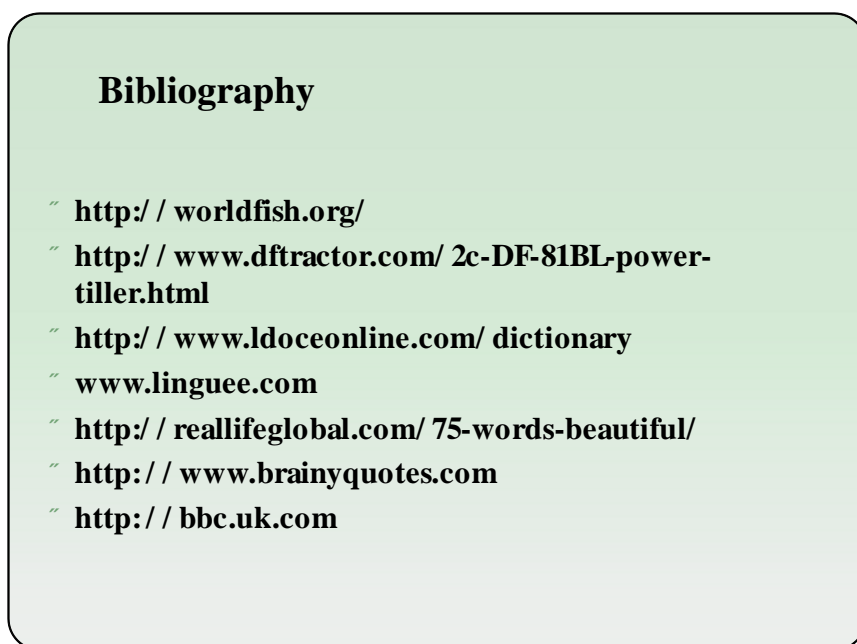 Bibliography
http:/ / worldfish.org/
http:/ / www.dftractor.com/ 2c-DF-81BL-power-
tiller.html
http:/ / www.ldoceonline.com/ dictionary
www.linguee.com
http:/ / reallifeglobal.com/ 75-words-beautiful/
http: / / www.brainyquotes.com
http: / / bbc.uk.com